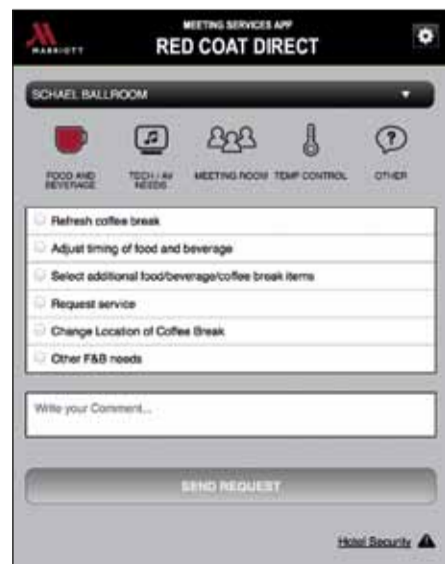 MEETING SERVICES APP
MARRIOTT
RED COAT DIRECT
SCHAEL BALLROOM
FOOD AND BEVERAGE
TECH / AV NEEDS
MEETING ROOM
TEMP CONTROL
OTHER
Refresh coffee break
Adjust timing of food and beverage
Select additional food/beverage/coffee break items
Request service
Change Location of Coffee Break
Other F&B needs
Write your Comment...
SEND REQUEST
Hotel Security